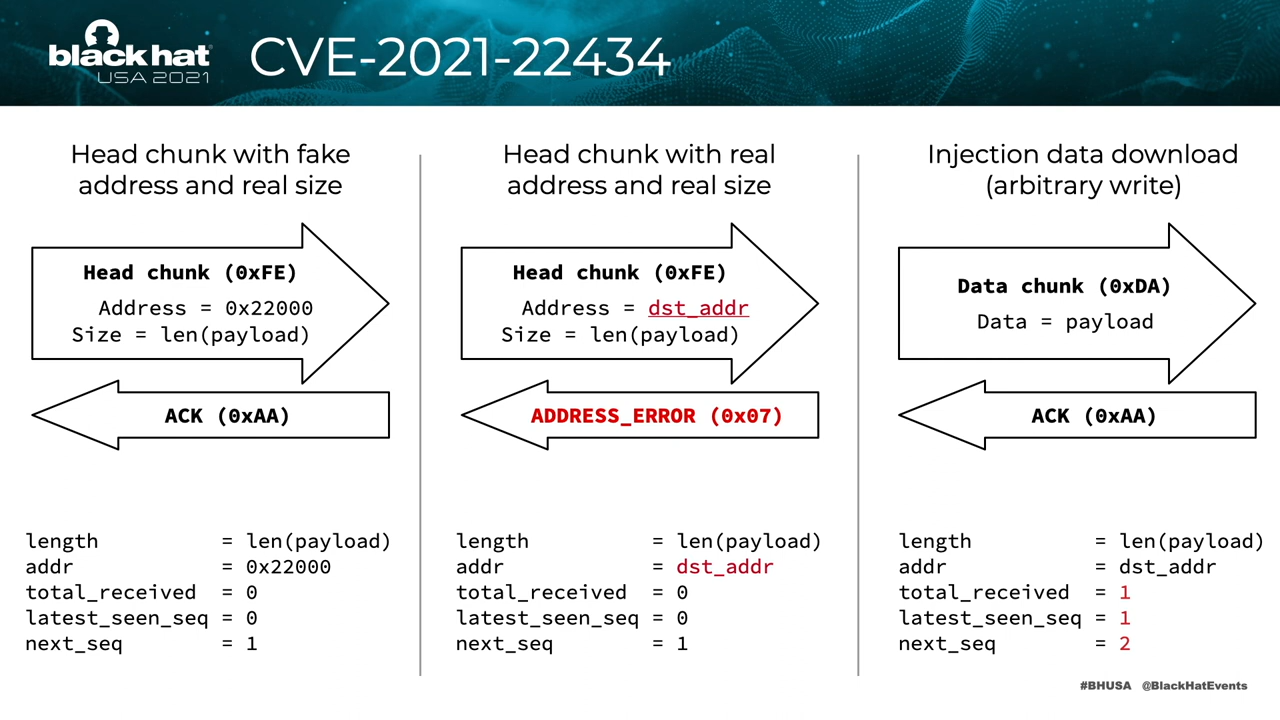 black hat
USA 2021
CVE-2021-22434
Head chunk with fake
address and real size
Head chunk (0xFE)
Address = 0x22000
Size = len(payload)
ACK (0xAA)
length = len(payload)
addr = 0x22000
total_received = 0
latest_seen_seq = 0
next_seq = 1
Head chunk with real
address and real size
Head chunk (0xFE)
Address = dst_addr
Size = len(payload)
ADDRESS_ERROR (0x07)
length = len(payload)
addr = dst_addr
total_received = 0
latest_seen_seq = 0
next_seq = 1
Injection data download
(arbitrary write)
Data chunk (0xDA)
Data = payload
ACK (0xAA)
length = len(payload)
addr = dst_addr
total_received = 1
latest_seen_seq = 1
next_seq = 2
#BHUSA @BlackHatEvents